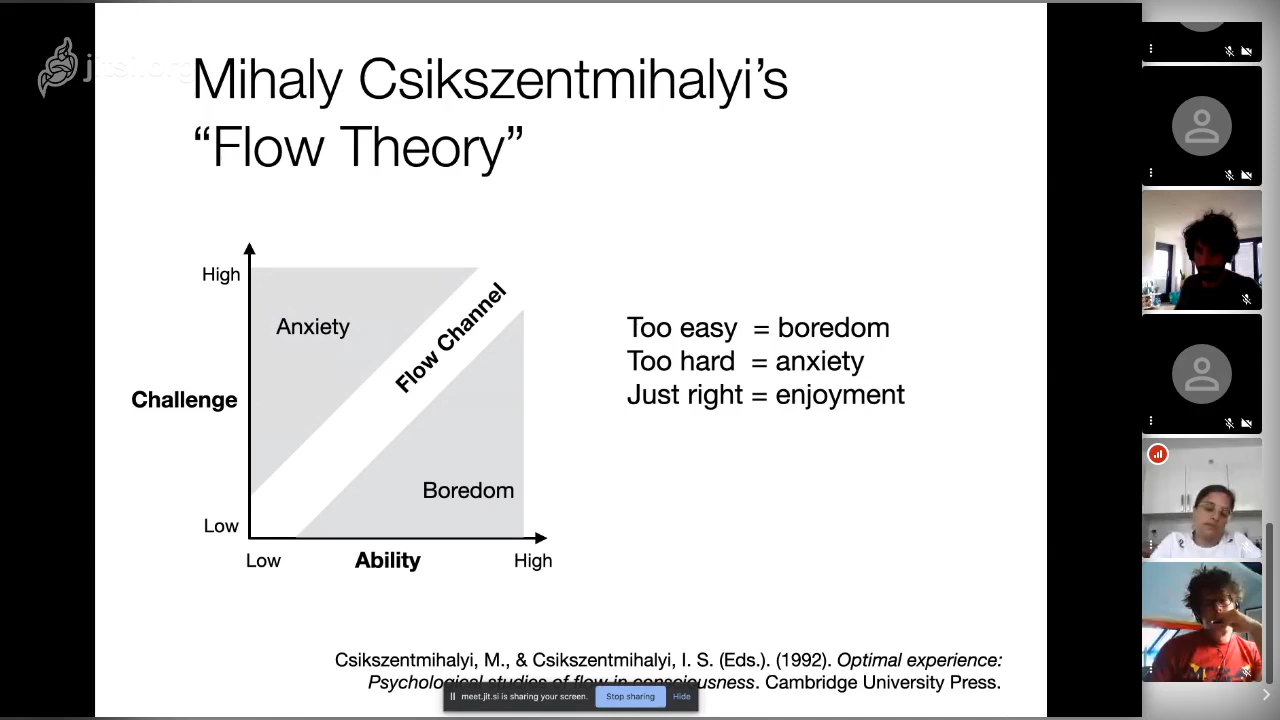 jitsi.org
Mihaly Csikszentmihalyi’s
“Flow Theory”
High
Anxiety
Flow Channel
Challenge
Boredom
Low
Low
Ability
High
Too easy = boredom
Too hard = anxiety
Just right = enjoyment
Csikszentmihalyi, M., & Csikszentmihalyi, I. S. (Eds.). (1992). Optimal experience:
Psychological studies of flow in consciousness. Cambridge University Press.
meet.jit.si is sharing your screen.
Stop sharing
Hide